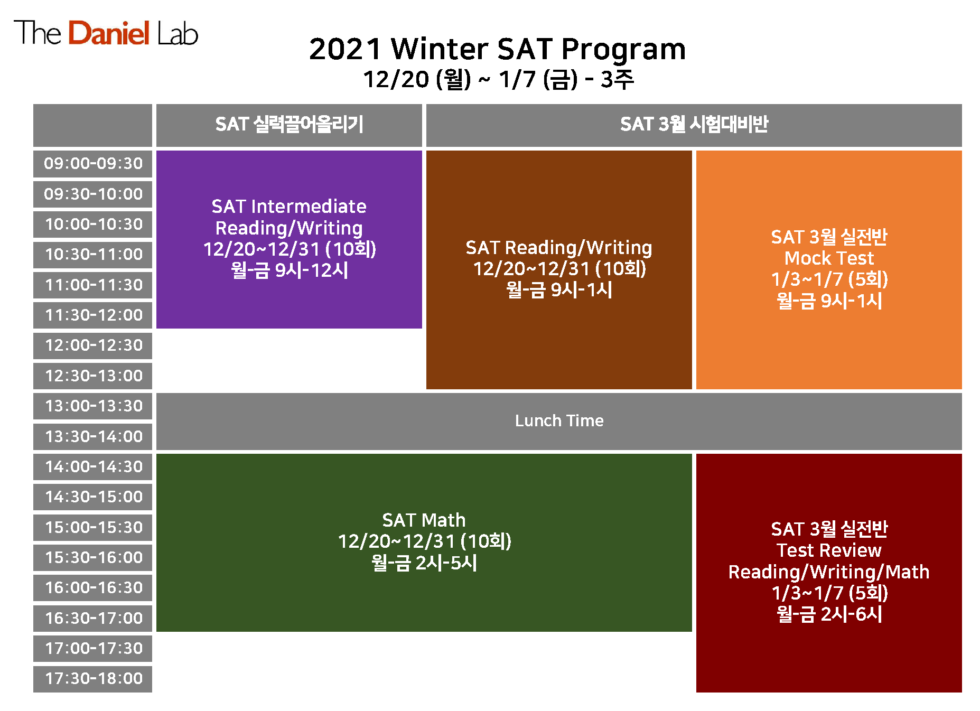 The Daniel Lab
2021 Winter SAT Program
12/20 (월) ~ 1/7 (금) - 3주
SAT 실력끌어올리기
SAT 3월 시험대비반
09:00-09:30
09:30-10:00
10:00-10:30
10:30-11:00
11:00-11:30
11:30-12:00
12:00-12:30
12:30-13:00
13:00-13:30
13:30-14:00
14:00-14:30
14:30-15:00
15:00-15:30
15:30-16:00
16:00-16:30
16:30-17:00
17:00-17:30
17:30-18:00
SAT Intermediate
Reading/Writing
12/20~12/31 (10회)
월-금 9시-12시
SAT Reading/Writing
12/20~12/31 (10회)
월-금 9시-1시
SAT 3월 실전반
Mock Test
1/3~1/7 (5회)
월-금 9시-1시
Lunch Time
SAT Math
12/20~12/31 (10회)
월-금 2시-5시
SAT 3월 실전반
Test Review
Reading/Writing/Math
1/3~1/7 (5회)
월-금 2시-6시